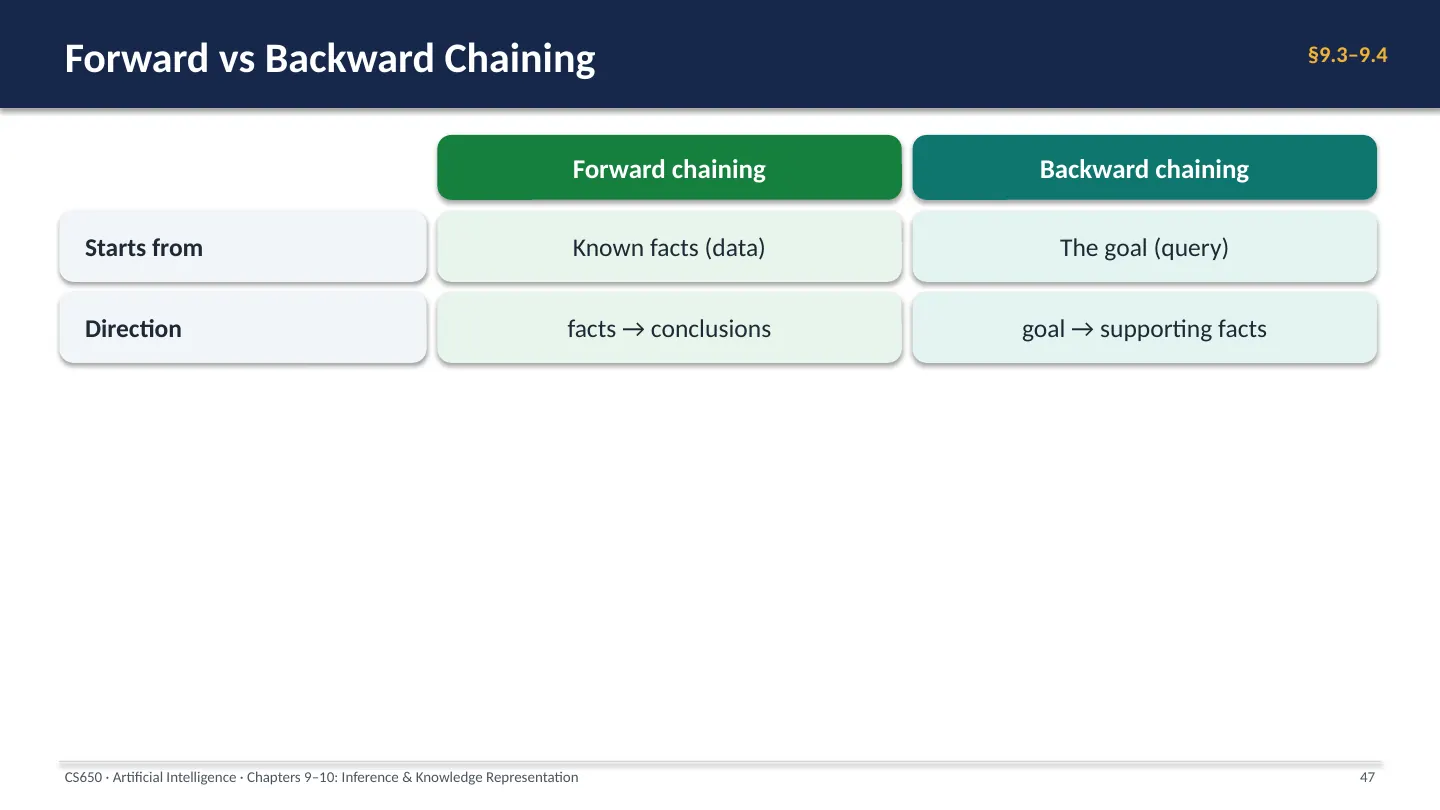 Forward vs Backward Chaining
§9.3–9.4
Forward chaining
Backward chaining
Starts from
Known facts (data)
The goal (query)
Direction
facts → conclusions
goal → supporting facts
CS650 · Artificial Intelligence · Chapters 9–10: Inference & Knowledge Representation
47